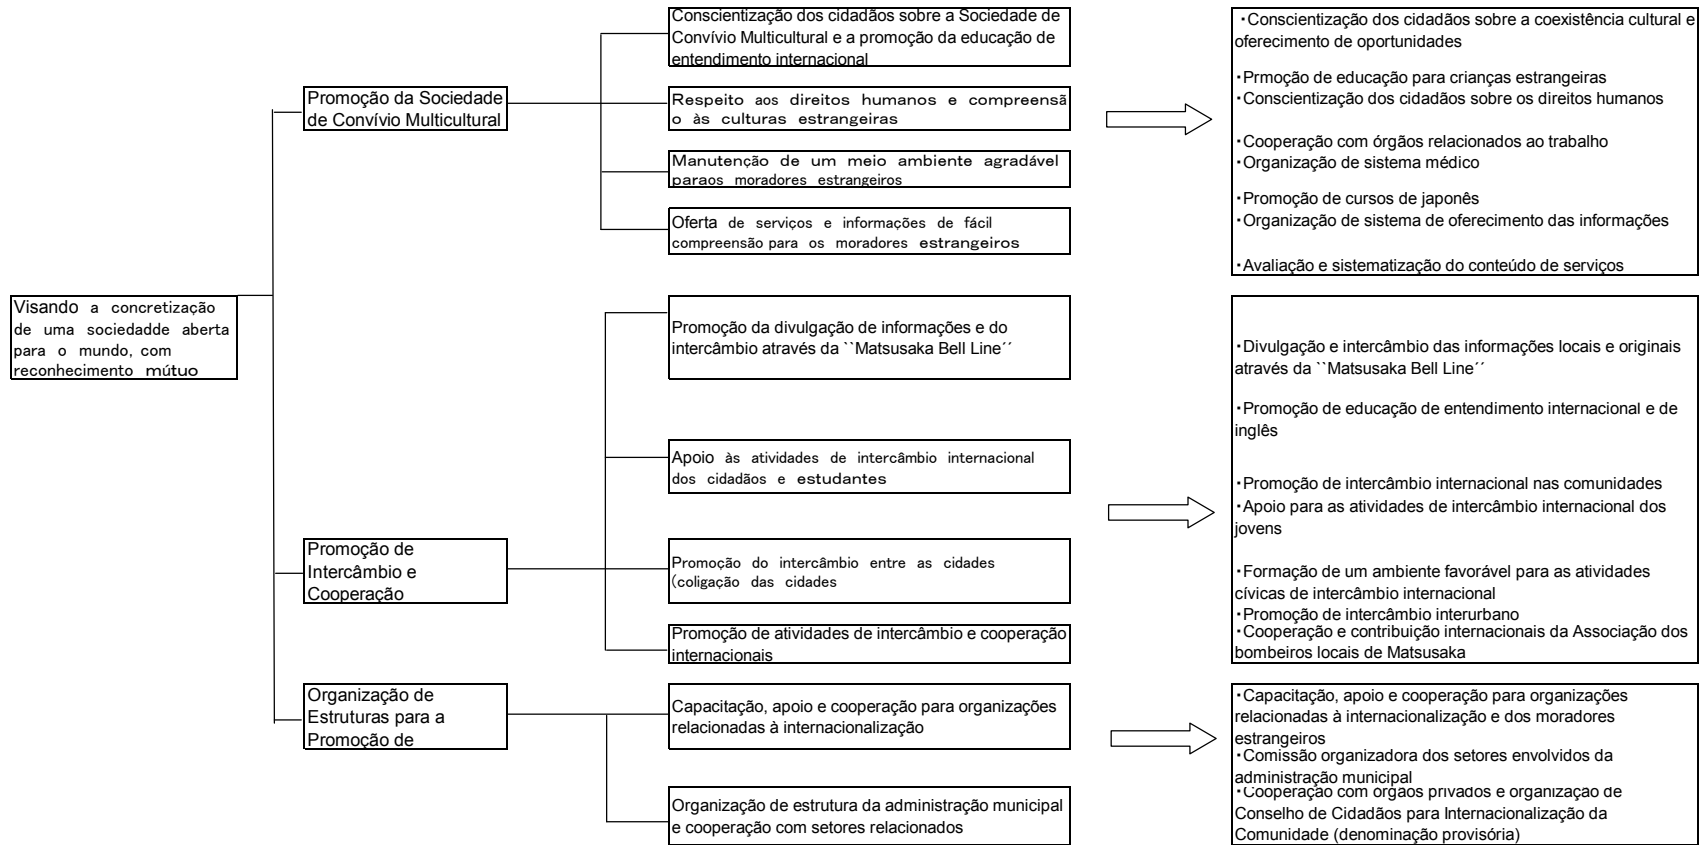 Visando a concretização
de uma sociedadde aberta
para o mundo, com
reconhecimento mútuo
Promoção da Sociedade
de Convívio Multicultural
Conscientização dos cidadãos sobre a Sociedade de
Convívio Multicultural e a promoção da educação de
entendimento internacional
Respeito aos direitos humanos e compreensã
o às culturas estrangeiras
Manutenção de um meio ambiente agradável
paraos moradores estrangeiros
Oferta de serviços e informações de fácil
compreensão para os moradores estrangeiros
・Conscientização dos cidadãos sobre a coexistência cultural e
oferecimento de oportunidades
・Prmoção de educação para crianças estrangeiras
・Conscientização dos cidadãos sobre os direitos humanos
・Cooperação com órgãos relacionados ao trabalho
・Organização de sistema médico
・Promoção de cursos de japonês
・Organização de sistema de oferecimento das informações
・Avaliação e sistematização do conteúdo de serviços
Promoção de
Intercâmbio e
Cooperação
Promoção da divulgação de informações e do
intercâmbio através da ``Matsusaka Bell Line´´
Apoio às atividades de intercâmbio internacional
dos cidadãos e estudantes
Promoção do intercâmbio entre as cidades
(coligação das cidades
Promoção de atividades de intercâmbio e cooperação
internacionais
・Divulgação e intercâmbio das informações locais e originais
através da ``Matsusaka Bell Line´´
・Promoção de educação de entendimento internacional e de
inglês
・Promoção de intercâmbio internacional nas comunidades
・Apoio para as atividades de intercâmbio internacional dos
jovens
・Formação de um ambiente favorável para as atividades
cívicas de intercâmbio internacional
・Promoção de intercâmbio interurbano
・Cooperação e contribuição internacionais da Associação dos
bombeiros locais de Matsusaka
Organização de
Estruturas para a
Promoção de
Capacitação, apoio e cooperação para organizações
relacionadas à internacionalização
Organização de estrutura da administração municipal
e cooperação com setores relacionados
・Capacitação, apoio e cooperação para organizações
relacionadas à internacionalização e dos moradores
estrangeiros
・Comissão organizadora dos setores envolvidos da
administração municipal
・Cooperação com órgãos privados e organização de
Conselho de Cidadãos para Internacionalização da
Comunidade (denominação provisória)